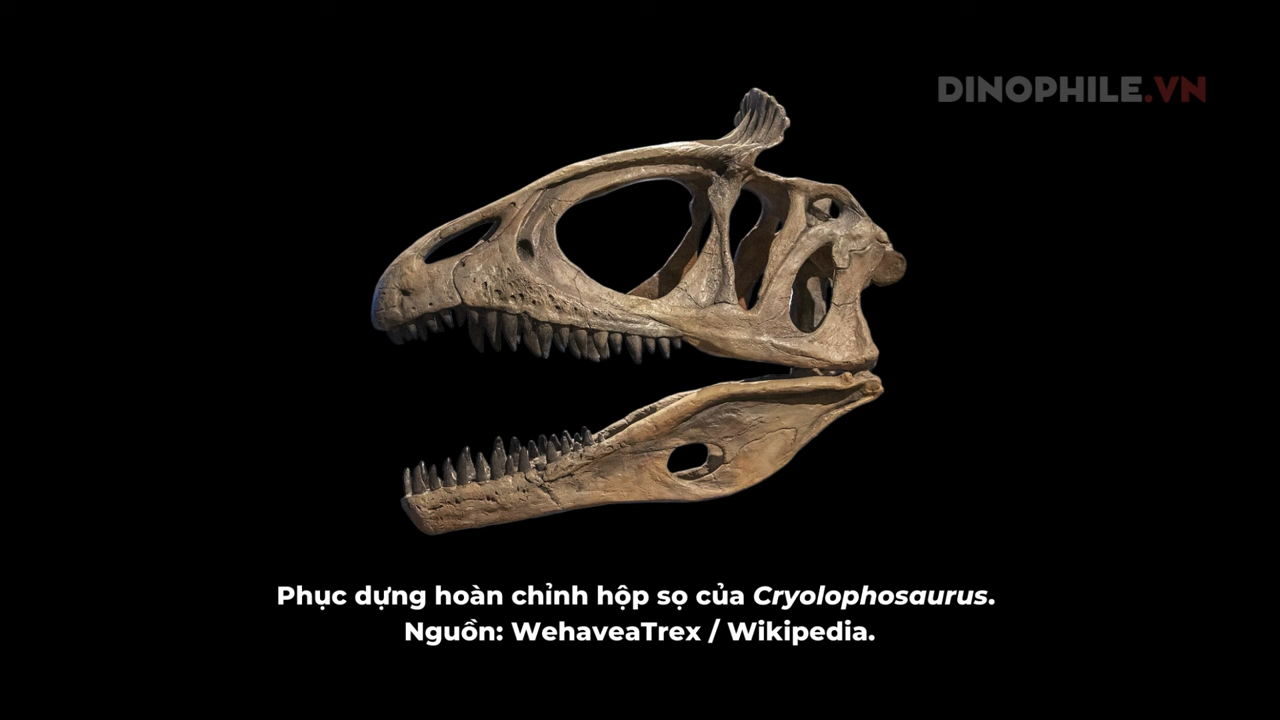 DINOPHILE.VN
Phục dựng hoàn chỉnh hộp sọ của Cryolophosaurus.
Nguồn: WehaveaTrex / Wikipedia.